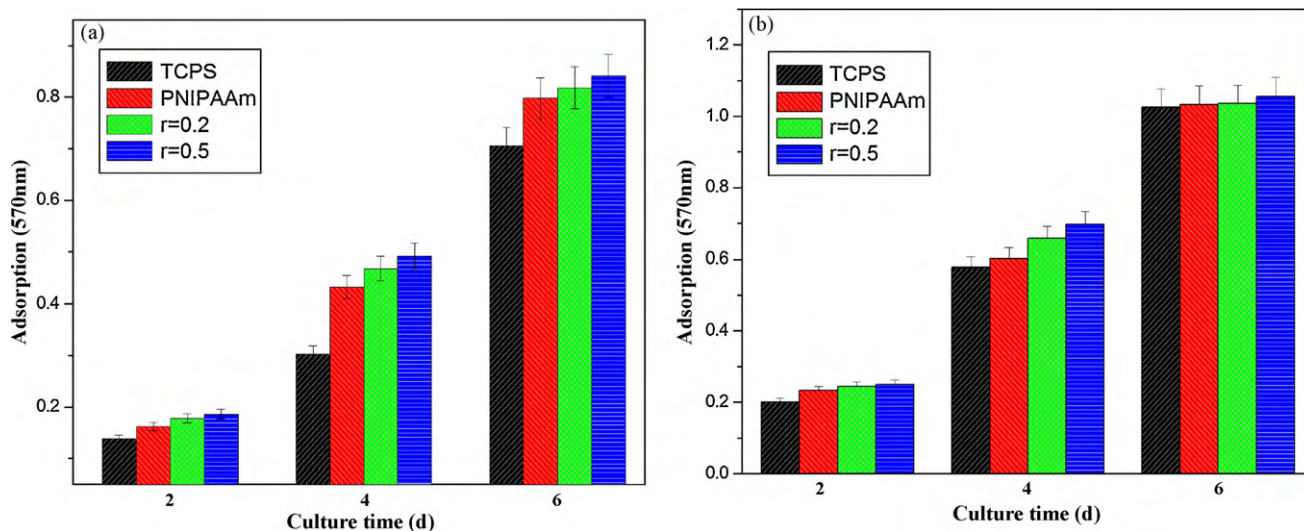 (a)
TCPS
PNIPAAm
r=0.2
r=0.5
Adsorption (570nm)
0.8
0.6
0.4
0.2
2
4
6
Culture time (d)
(b)
TCPS
PNIPAAm
r=0.2
r=0.5
Adsorption (570nm)
1.2
1.0
0.8
0.6
0.4
0.2
0.0
2
4
6
Culture time (d)